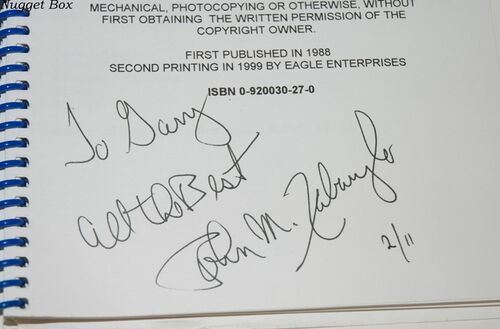 Nugget Box
MECHANICAL, PHOTOCOPYING OR OTHERWISE, WITHOUT
FIRST OBTAINING THE WRITTEN PERMISSION OF THE
COPYRIGHT OWNER.
FIRST PUBLISHED IN 1988
SECOND PRINTING IN 1999 BY EAGLE ENTERPRISES
ISBN 0-920030-27-0
To Gary
All the Best
John M.
2/11